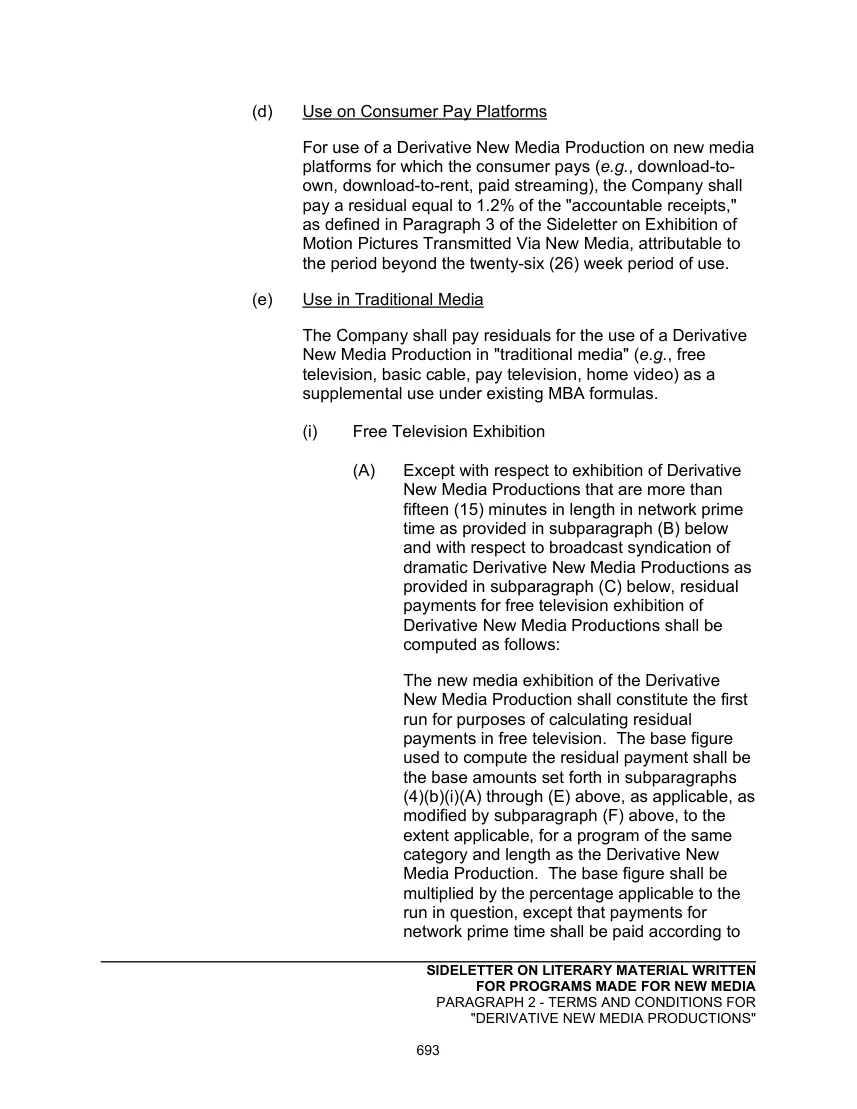 (d) Use on Consumer Pay Platforms
For use of a Derivative New Media Production on new media
platforms for which the consumer pays (e.g., download-to-
own, download-to-rent, paid streaming), the Company shall
pay a residual equal to 1.2% of the "accountable receipts,"
as defined in Paragraph 3 of the Sideletter on Exhibition of
Motion Pictures Transmitted Via New Media, attributable to
the period beyond the twenty-six (26) week period of use.
(e) Use in Traditional Media
The Company shall pay residuals for the use of a Derivative
New Media Production in "traditional media" (e.g., free
television, basic cable, pay television, home video) as a
supplemental use under existing MBA formulas.
(i) Free Television Exhibition
(A) Except with respect to exhibition of Derivative
New Media Productions that are more than
fifteen (15) minutes in length in network prime
time as provided in subparagraph (B) below
and with respect to broadcast syndication of
dramatic Derivative New Media Productions as
provided in subparagraph (C) below, residual
payments for free television exhibition of
Derivative New Media Productions shall be
computed as follows:
The new media exhibition of the Derivative
New Media Production shall constitute the first
run for purposes of calculating residual
payments in free television.  The base figure
used to compute the residual payment shall be
the base amounts set forth in subparagraphs
(4)(b)(i)(A) through (E) above, as applicable, as
modified by subparagraph (F) above, to the
extent applicable, for a program of the same
category and length as the Derivative New
Media Production.  The base figure shall be
multiplied by the percentage applicable to the
run in question, except that payments for
network prime time shall be paid according to
SIDELETTER ON LITERARY MATERIAL WRITTEN
FOR PROGRAMS MADE FOR NEW MEDIA
PARAGRAPH 2 - TERMS AND CONDITIONS FOR
"DERIVATIVE NEW MEDIA PRODUCTIONS"
693